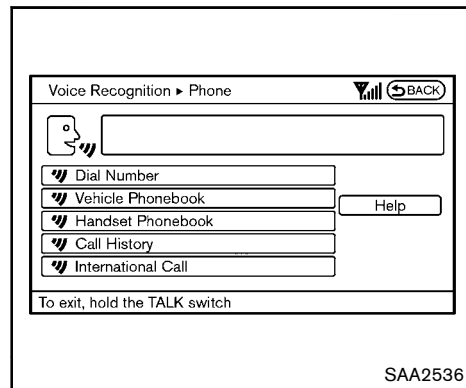 Voice Recognition ▸ Phone
BACK
Dial Number
Vehicle Phonebook
Help
Handset Phonebook
Call History
International Call
To exit, hold the TALK switch
SAA2536